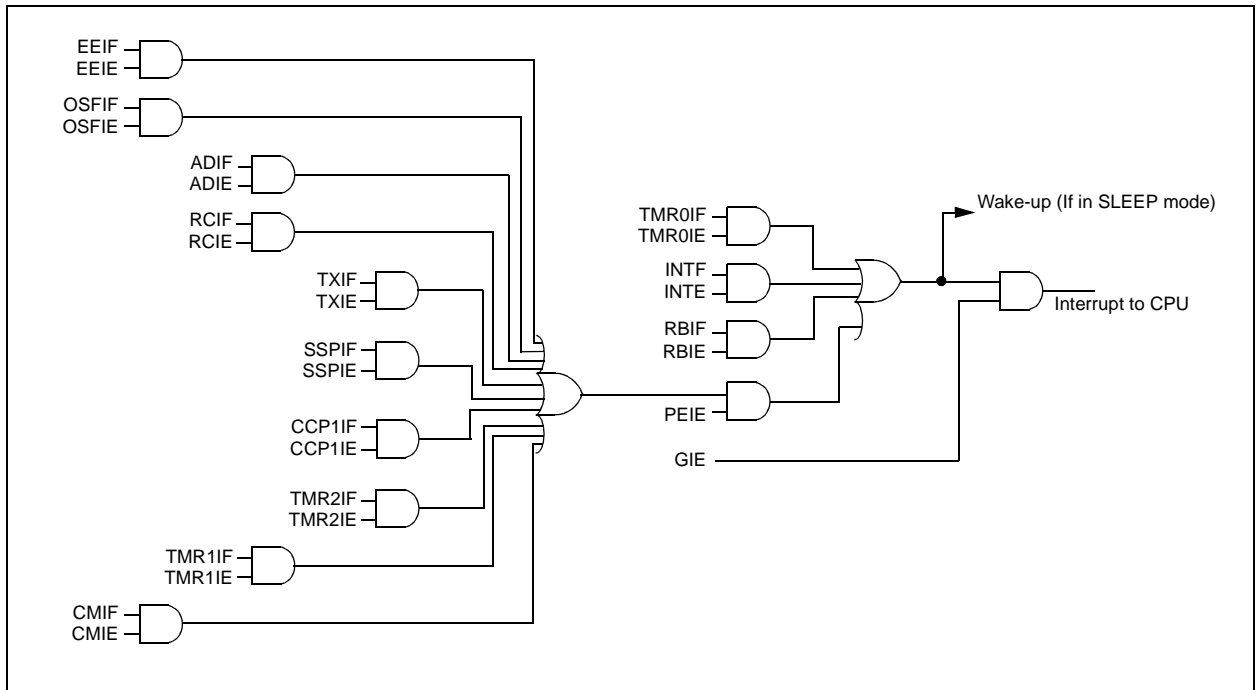 EEIF
EEIE
OSFIF
OSFIE
ADIF
ADIE
RCIF
RCIE
TXIF
TXIE
SSPIF
SSPIE
CCP1IF
CCP1IE
TMR2IF
TMR2IE
TMR1IF
TMR1IE
CMIF
CMIE
TMR0IF
TMR0IE
INTF
INTE
RBIF
RBIE
PEIE
GIE
Wake-up (If in SLEEP mode)
Interrupt to CPU